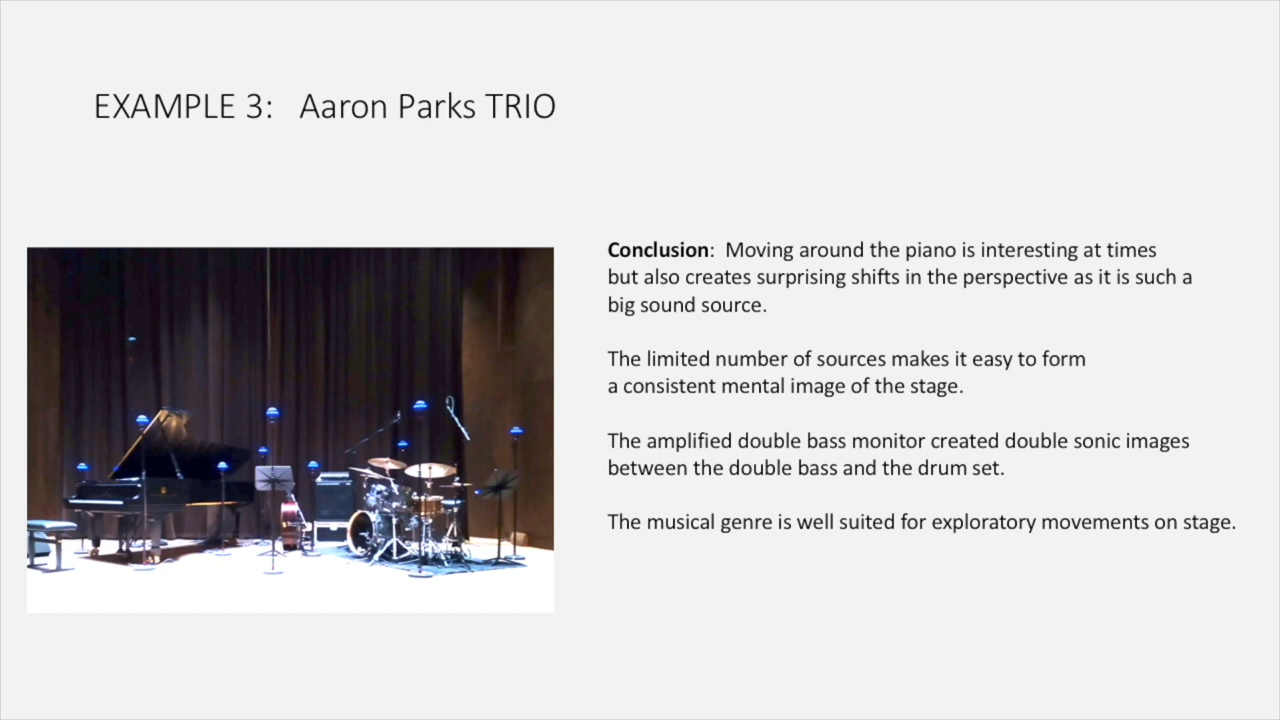 EXAMPLE 3: Aaron Parks TRIO
Conclusion: Moving around the piano is interesting at times
but also creates surprising shifts in the perspective as it is such a
big sound source.
The limited number of sources makes it easy to form
a consistent mental image of the stage.
The amplified double bass monitor created double sonic images
between the double bass and the drum set.
The musical genre is well suited for exploratory movements on stage.